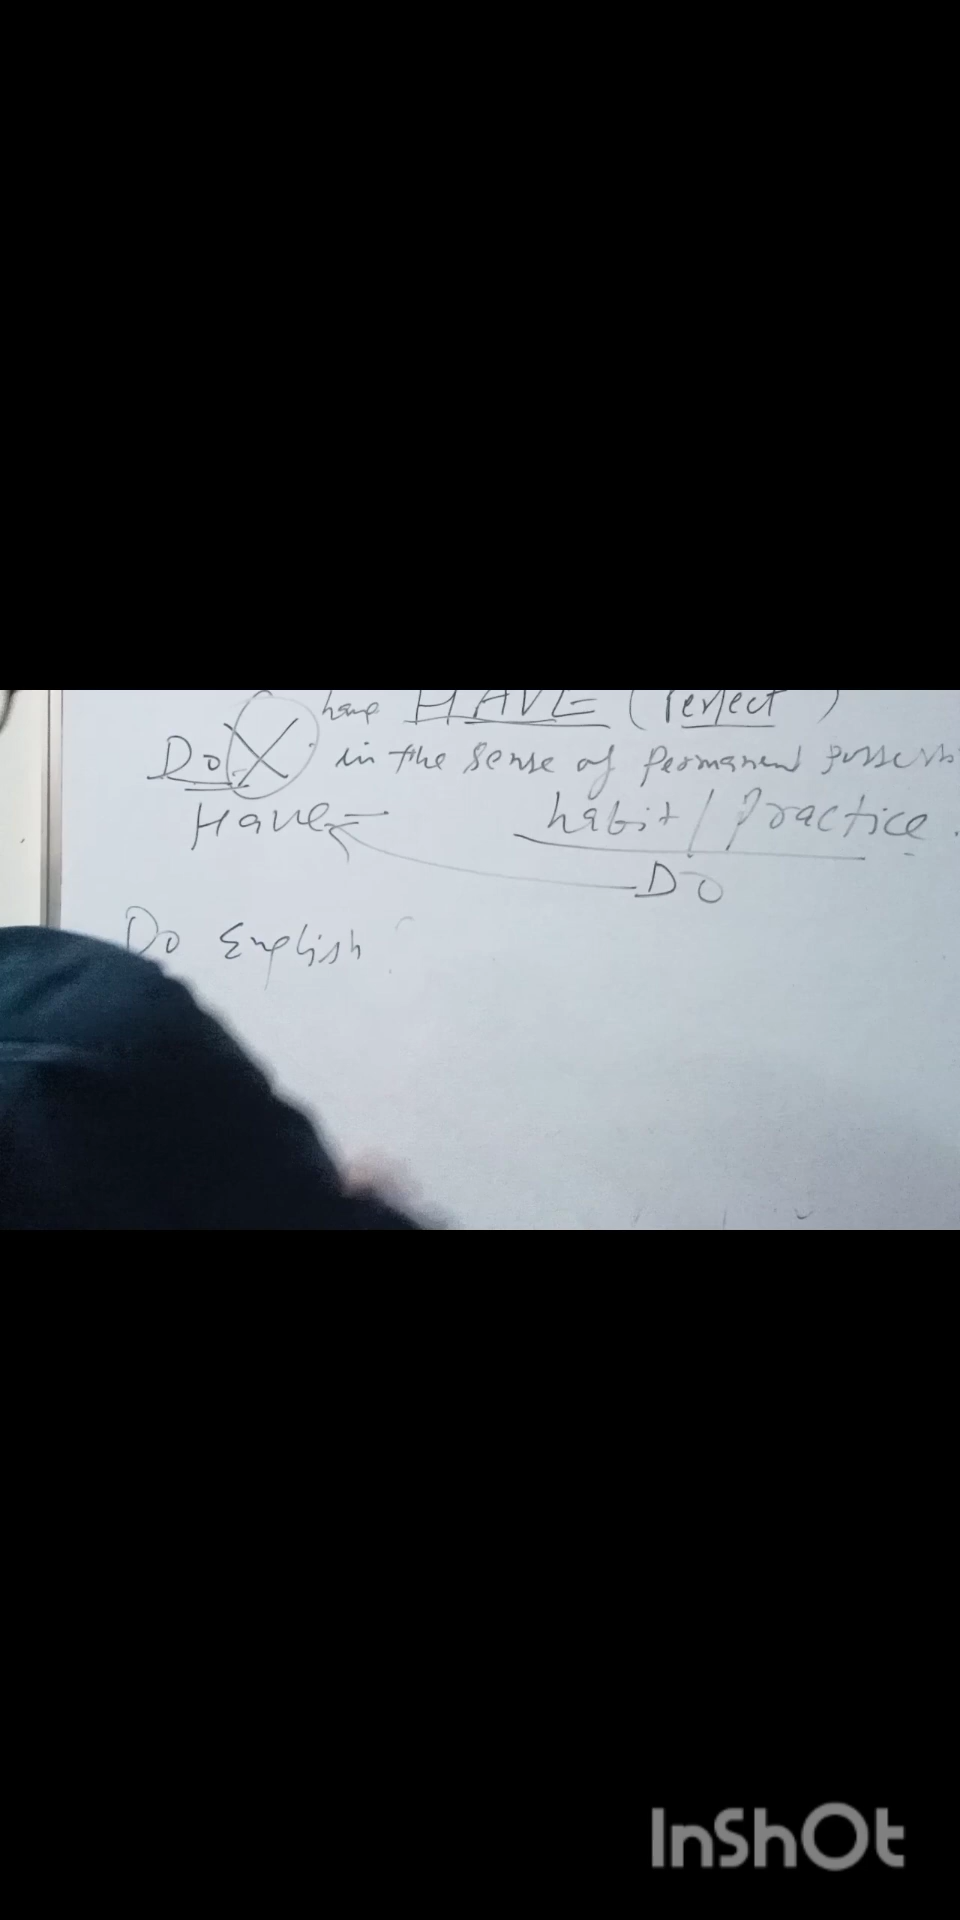 have HAVE (Perfect)
Do X in the sense of permanent
Have = habit / Practice.
DO
Do English
InShOt